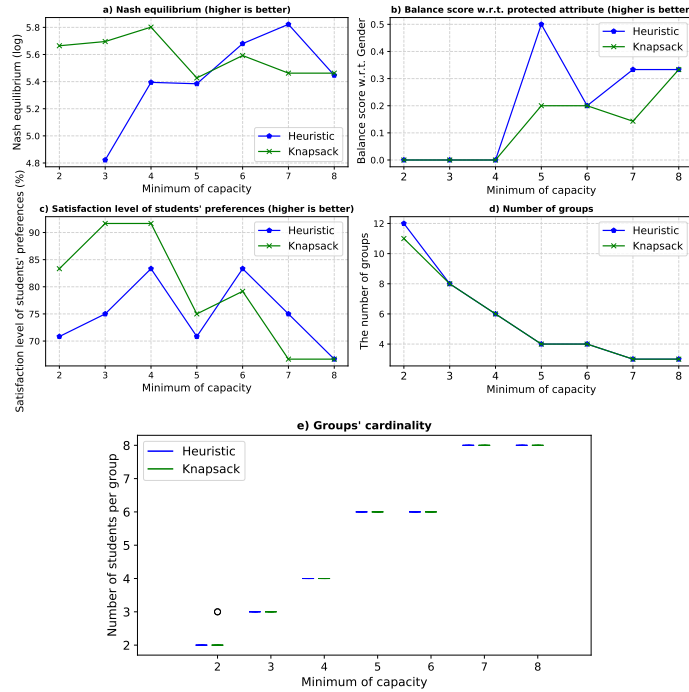 a) Nash equilibrium (higher is better)
Nash equilibrium (log)
5.8
5.6
5.4
5.2
5.0
4.8
Heuristic
Knapsack
2 3 4 5 6 7 8
Minimum of capacity
b) Balance score w.r.t. protected attribute (higher is better
Balance score w.r.t. Gender
0.5
0.4
0.3
0.2
0.1
0.0
Heuristic
Knapsack
2 3 4 5 6 7 8
Minimum of capacity
c) Satisfaction level of students' preferences (higher is better)
Satisfaction level of students' preferences (%)
90
85
80
75
70
Heuristic
Knapsack
2 3 4 5 6 7 8
Minimum of capacity
d) Number of groups
The number of groups
12
10
8
6
4
Heuristic
Knapsack
2 3 4 5 6 7 8
Minimum of capacity
e) Groups' cardinality
Number of students per group
8
7
6
5
4
3
2
Heuristic
Knapsack
2 3 4 5 6 7 8
Minimum of capacity